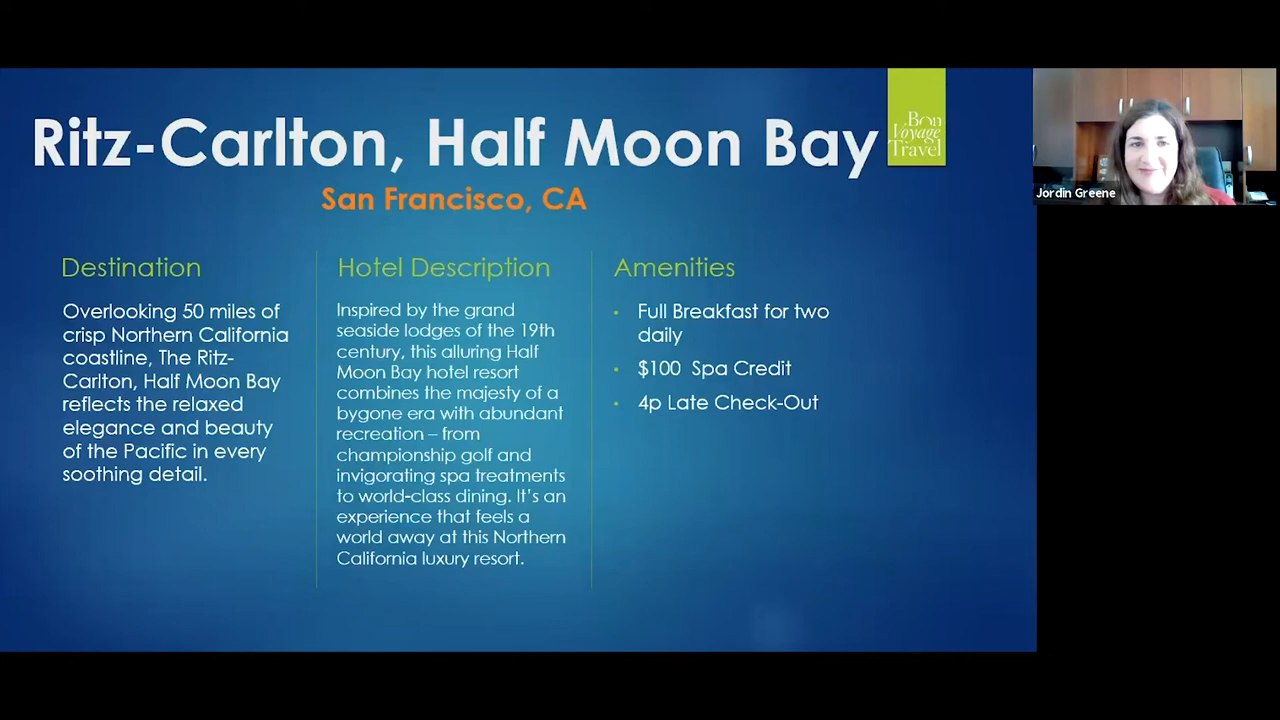 Ritz-Carlton, Half Moon Bay
San Francisco, CA
Bon
Voyage
Travel
Jordin Greene
Destination
Overlooking 50 miles of
crisp Northern California
coastline, The Ritz-
Carlton, Half Moon Bay
reflects the relaxed
elegance and beauty
of the Pacific in every
soothing detail.
Hotel Description
Inspired by the grand
seaside lodges of the 19th
century, this alluring Half
Moon Bay hotel resort
combines the majesty of a
bygone era with abundant
recreation – from
championship golf and
invigorating spa treatments
to world-class dining. It's an
experience that feels a
world away at this Northern
California luxury resort.
Amenities
• Full Breakfast for two
daily
• $100  Spa Credit
• 4p Late Check-Out